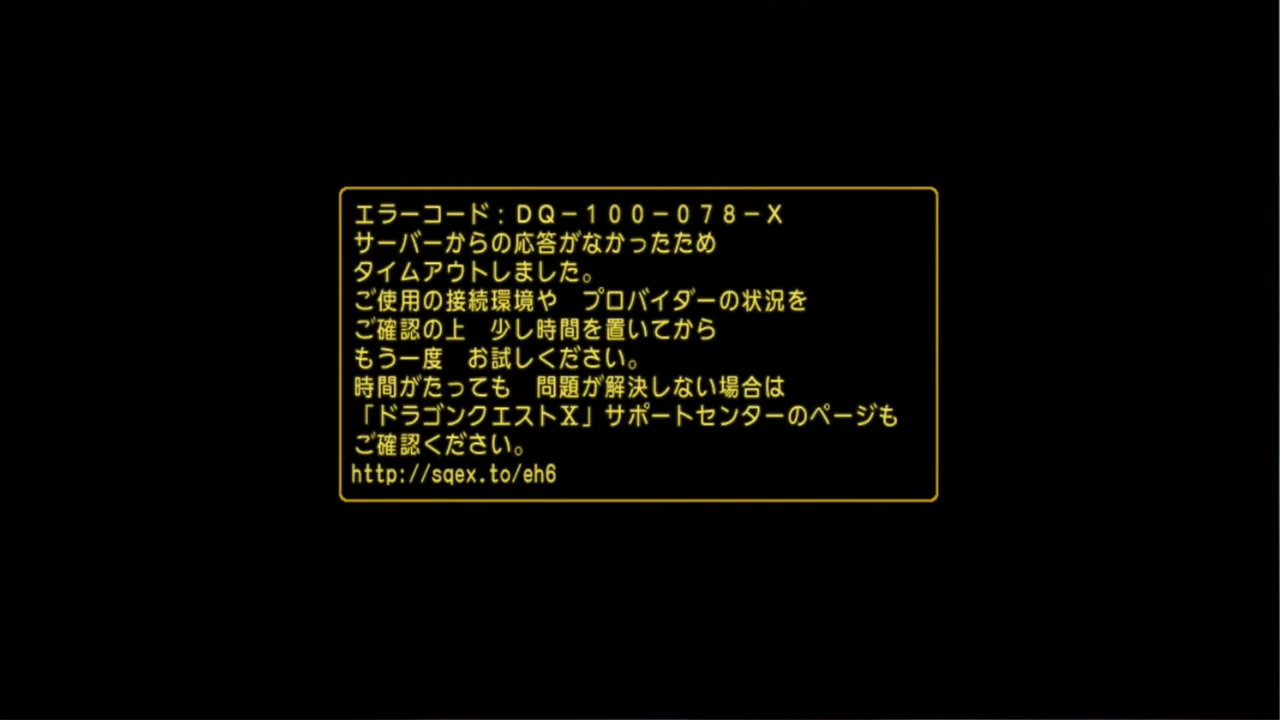 エラーコード：ＤＱ－１００－０７８－Ｘ
サーバーからの応答がなかったため
タイムアウトしました。
ご使用の接続環境や　プロバイダーの状況を
ご確認の上　少し時間を置いてから
もう一度　お試しください。
時間がたっても　問題が解決しない場合は
「ドラゴンクエストⅩ」サポートセンターのページも
ご確認ください。
http://sqex.to/eh6